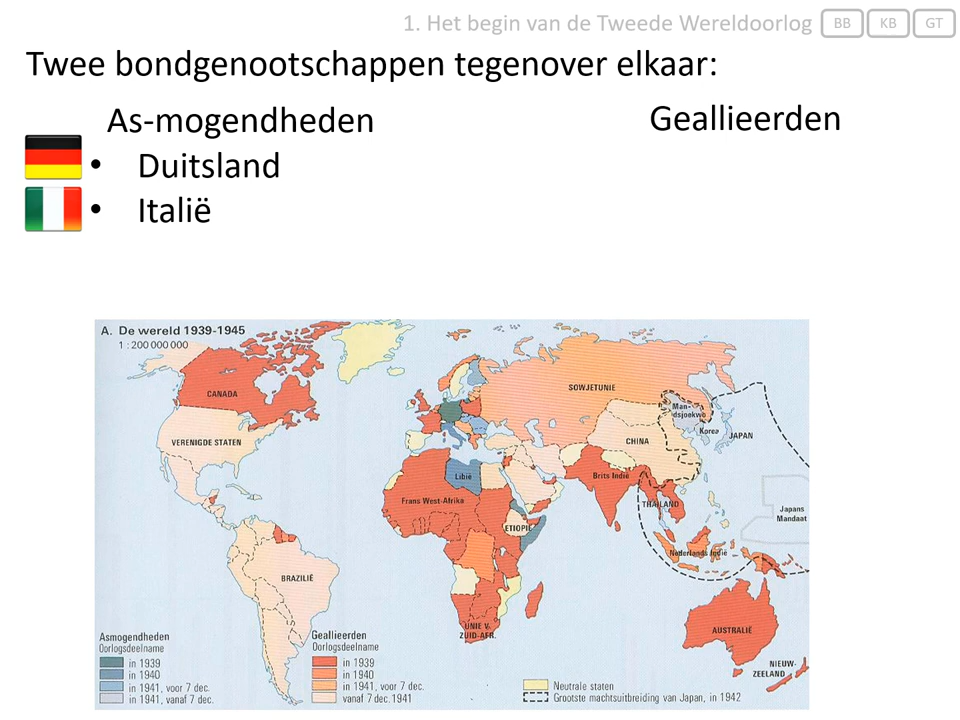 1. Het begin van de Tweede Wereldoorlog BB KB GT
Twee bondgenootschappen tegenover elkaar:
As-mogendheden
• Duitsland
• Italië
Geallieerden
A. De wereld 1939-1945
1 : 200 000 000
CANADA
VERENIGDE STATEN
BRAZILIË
SOWJETUNIE
Man-
dsjoekwo
Korea
JAPAN
CHINA
Libië
Brits Indië
Frans West-Afrika
THAILAND
ETIOPIË
Japans
Mandaat
Nederlands Indië
UNIE V.
ZUID-AFR.
AUSTRALIË
NIEUW-
ZEELAND
Asmogendheden
Oorlogsdeelname
in 1939
in 1940
in 1941, voor 7 dec.
in 1941, vanaf 7 dec.
Geallieerden
Oorlogsdeelname
in 1939
in 1940
in 1941, voor 7 dec.
vanaf 7 dec. 1941
Neutrale staten
Grootste machtsuitbreiding van Japan, in 1942